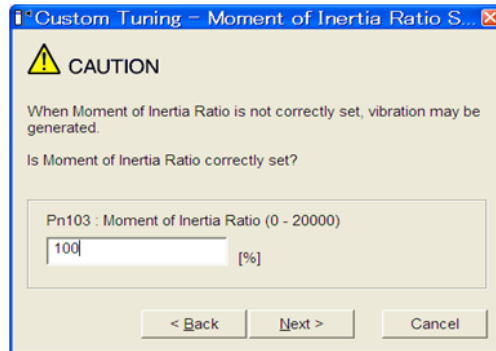 Custom Tuning - Moment of Inertia Ratio S...
CAUTION
When Moment of Inertia Ratio is not correctly set, vibration may be
generated.
Is Moment of Inertia Ratio correctly set?
Pn103 : Moment of Inertia Ratio (0 - 20000)
100
[%]
< Back
Next >
Cancel